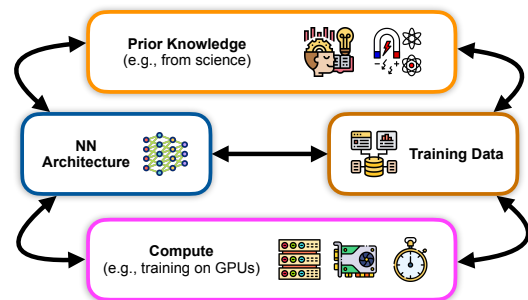 Prior Knowledge
(e.g., from science)
NN
Architecture
Training Data
Compute
(e.g., training on GPUs)